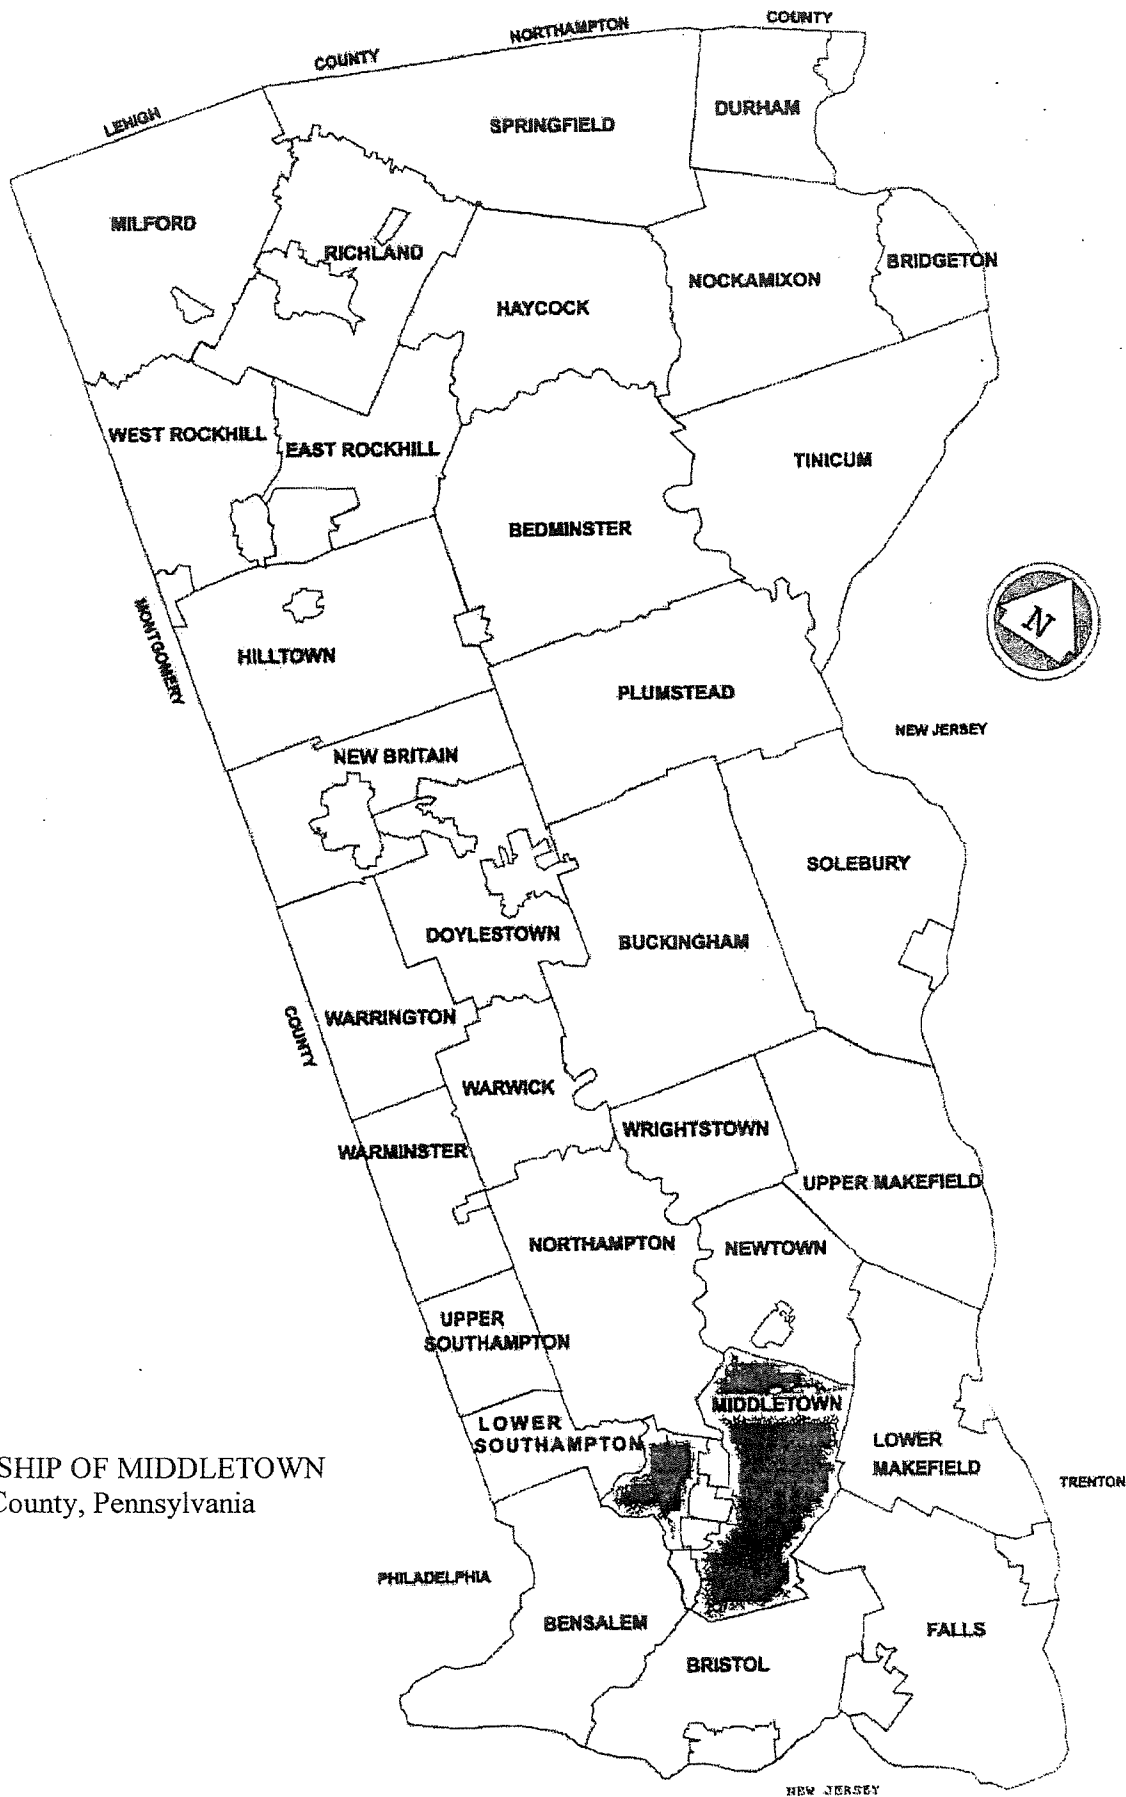 NORTHAMPTON COUNTY
LEHIGH COUNTY
SPRINGFIELD
DURHAM
MILFORD
RICHLAND
HAYCOCK
NOCKAMIXON
BRIDGETON
WEST ROCKHILL
EAST ROCKHILL
TINICUM
BEDMINSTER
N
MONTGOMERY
HILLTOWN
PLUMSTEAD
NEW JERSEY
NEW BRITAIN
SOLEBURY
DOYLESTOWN
BUCKINGHAM
COUNTY
WARRINGTON
WARWICK
WRIGHTSTOWN
WARMINSTER
UPPER MAKEFIELD
NORTHAMPTON
NEWTOWN
UPPER
SOUTHAMPTON
MIDDLETOWN
LOWER
SOUTHAMPTON
LOWER
MAKEFIELD
SHIP OF MIDDLETOWN
County, Pennsylvania
TRENTON
PHILADELPHIA
BENSALEM
FALLS
BRISTOL
NEW JERSEY